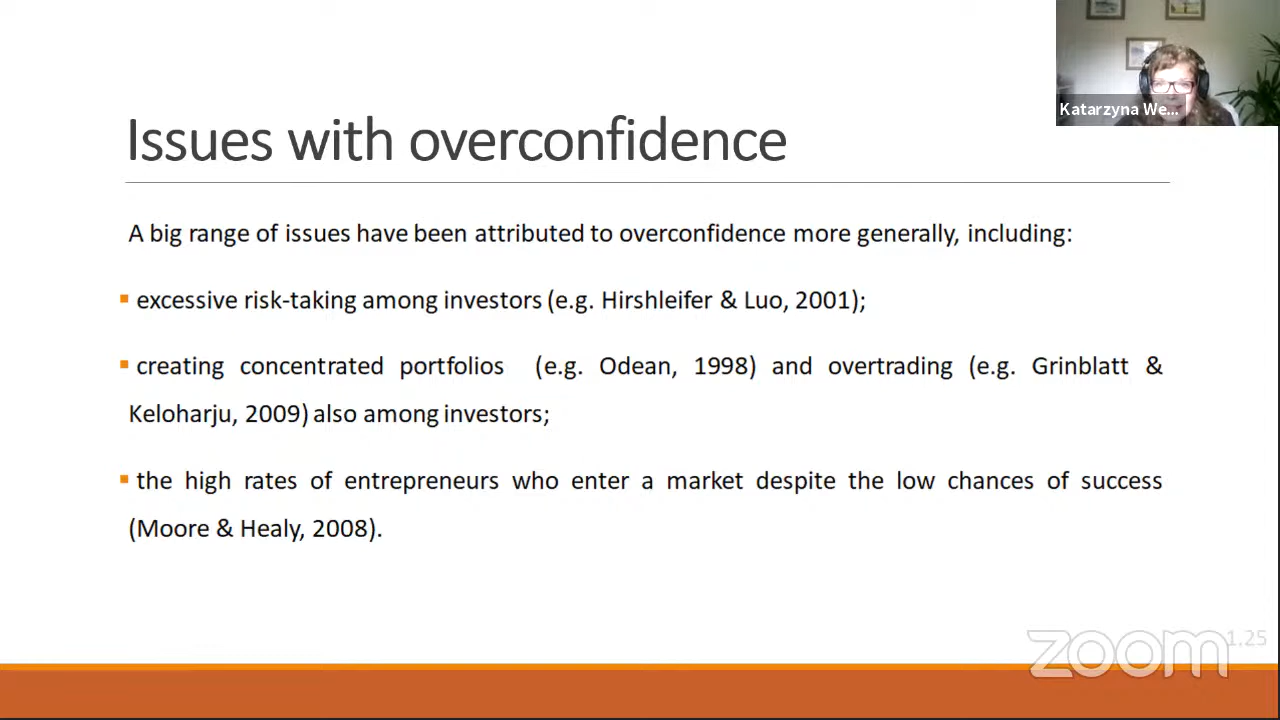 Katarzyna We...
Issues with overconfidence
A big range of issues have been attributed to overconfidence more generally, including:
▪ excessive risk-taking among investors (e.g. Hirshleifer & Luo, 2001);
▪ creating concentrated portfolios (e.g. Odean, 1998) and overtrading (e.g. Grinblatt &
Keloharju, 2009) also among investors;
▪ the high rates of entrepreneurs who enter a market despite the low chances of success
(Moore & Healy, 2008).
zoom
1.25